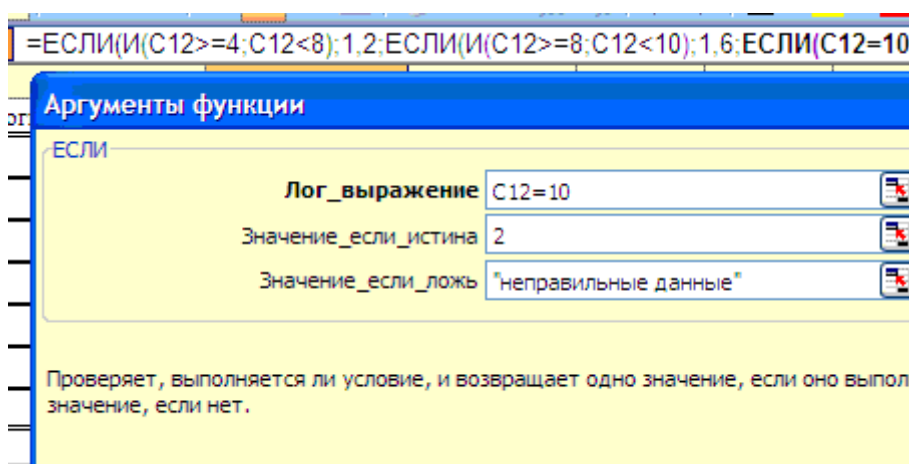 =ЕСЛИ(И(C12>=4;C12<8);1,2;ЕСЛИ(И(C12>=8;C12<10);1,6;ЕСЛИ(C12=10
Аргументы функции
ЕСЛИ
Лог_выражение C12=10
Значение_если_истина 2
Значение_если_ложь "неправильные данные"
Проверяет, выполняется ли условие, и возвращает одно значение, если оно выпол
значение, если нет.